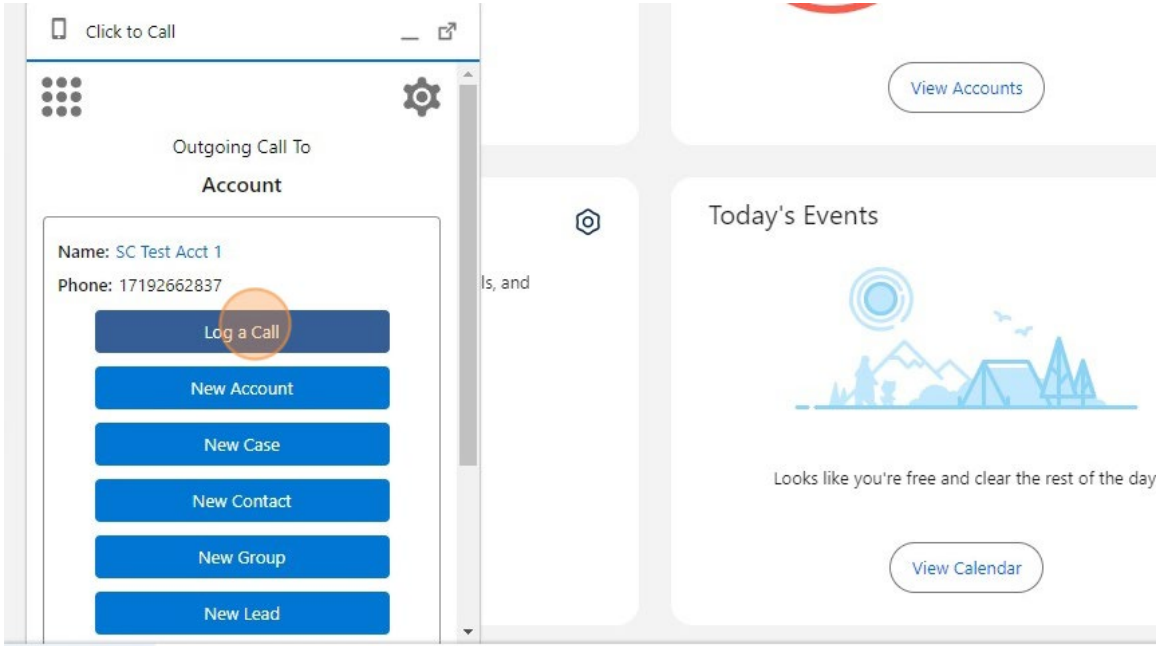 Click to Call
Outgoing Call To
Account
Name: SC Test Acct 1
Phone: 17192662837
Log a Call
New Account
New Case
New Contact
New Group
New Lead
View Accounts
ls, and
Today's Events
Looks like you're free and clear the rest of the day
View Calendar